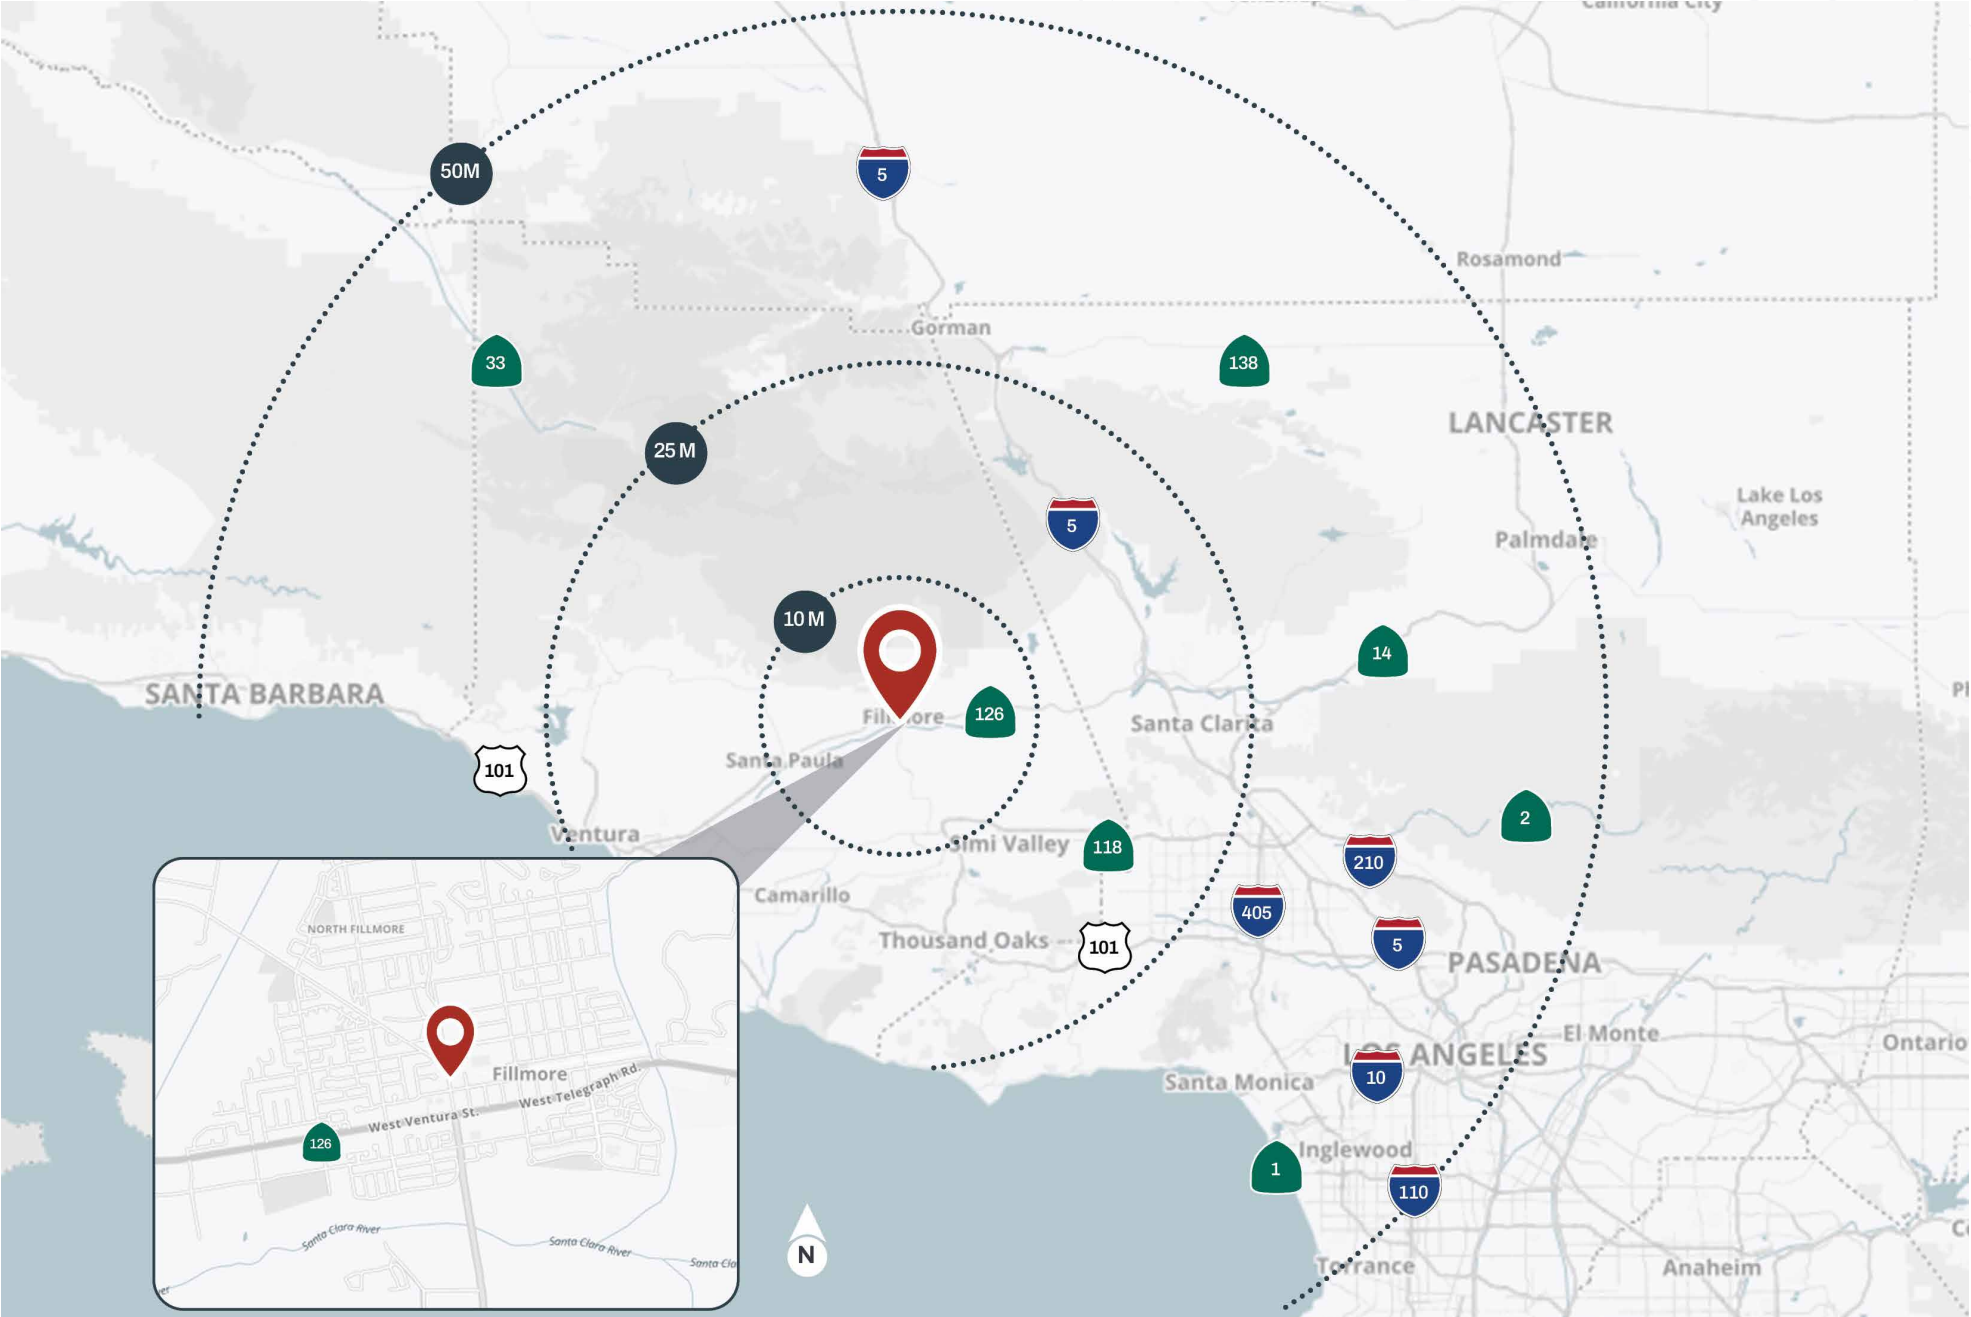 California City
50M
5
Rosamond
Gorman
33
138
LANCASTER
25 M
Lake Los
Angeles
5
Palmdale
10 M
14
SANTA BARBARA
Fillmore
126
Santa Clarita
Santa Paula
101
2
Ventura
Simi Valley
118
210
Camarillo
405
Thousand Oaks
101
5
PASADENA
El Monte
Ontario
LOS ANGELES
10
Santa Monica
Inglewood
1
110
Torrance
Anaheim
N
NORTH FILLMORE
Fillmore
West Telegraph Rd.
West Ventura St.
126
Santa Clara River
Santa Clara River
Santa Cla